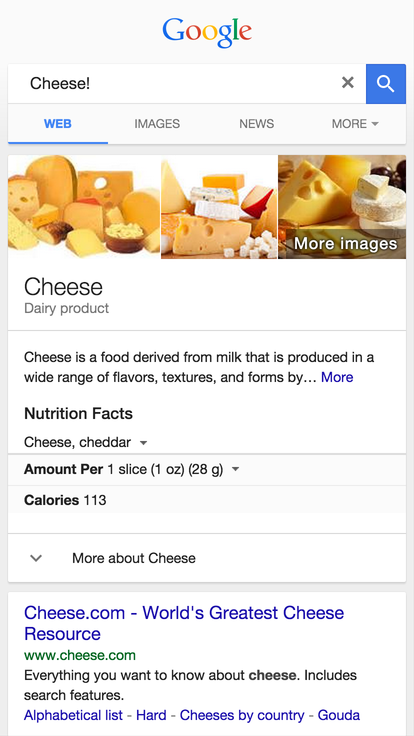 Google
Cheese!
WEB IMAGES NEWS MORE
More images
Cheese
Dairy product
Cheese is a food derived from milk that is produced in a
wide range of flavors, textures, and forms by… More
Nutrition Facts
Cheese, cheddar
Amount Per 1 slice (1 oz) (28 g)
Calories 113
More about Cheese
Cheese.com - World's Greatest Cheese
Resource
www.cheese.com
Everything you want to know about cheese. Includes
search features.
Alphabetical list - Hard - Cheeses by country - Gouda